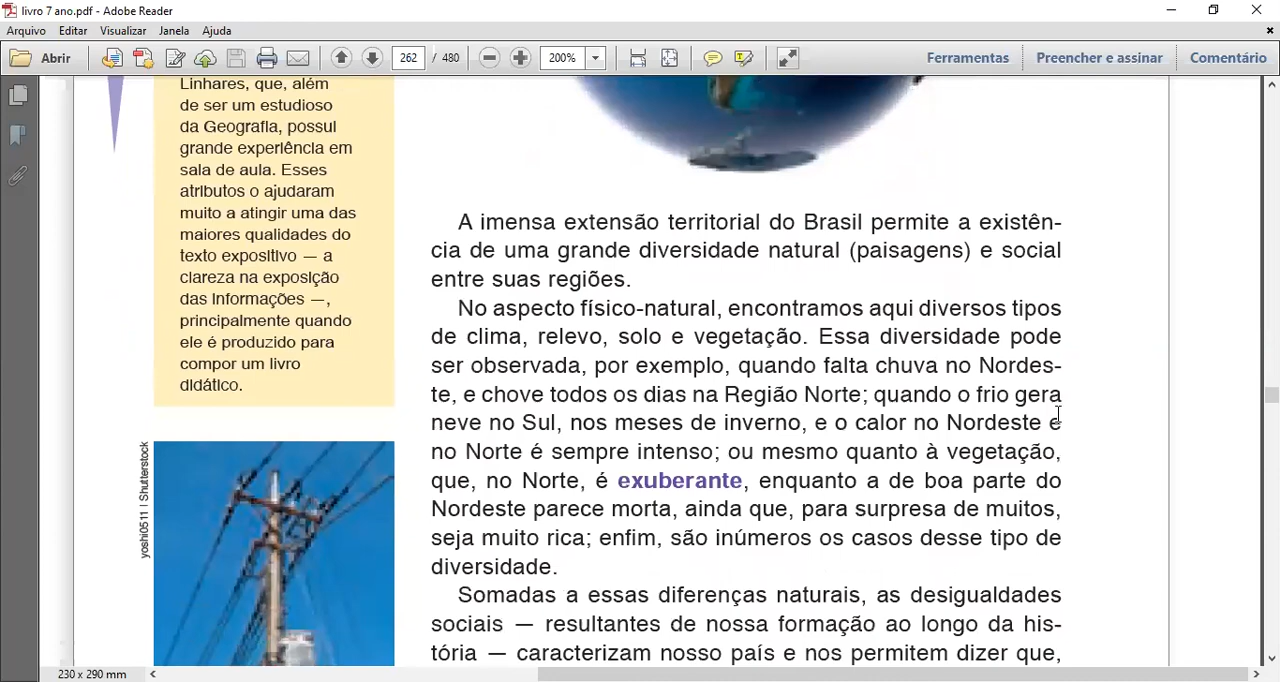 livro 7 ano.pdf - Adobe Reader
Arquivo Editar Visualizar Janela Ajuda
Abrir 262 / 480 200% Ferramentas Preencher e assinar Comentário
Linhares, que, além
de ser um estudioso
da Geografia, possui
grande experiência em
sala de aula. Esses
atributos o ajudaram
muito a atingir uma das
maiores qualidades do
texto expositivo — a
clareza na exposição
das informações —,
principalmente quando
ele é produzido para
compor um livro
didático.
yoshi0511 | Shutterstock
A imensa extensão territorial do Brasil permite a existên-
cia de uma grande diversidade natural (paisagens) e social
entre suas regiões.
No aspecto físico-natural, encontramos aqui diversos tipos
de clima, relevo, solo e vegetação. Essa diversidade pode
ser observada, por exemplo, quando falta chuva no Nordes-
te, e chove todos os dias na Região Norte; quando o frio gera
neve no Sul, nos meses de inverno, e o calor no Nordeste e
no Norte é sempre intenso; ou mesmo quanto à vegetação,
que, no Norte, é exuberante, enquanto a de boa parte do
Nordeste parece morta, ainda que, para surpresa de muitos,
seja muito rica; enfim, são inúmeros os casos desse tipo de
diversidade.
Somadas a essas diferenças naturais, as desigualdades
sociais — resultantes de nossa formação ao longo da his-
tória — caracterizam nosso país e nos permitem dizer que,
230 x 290 mm